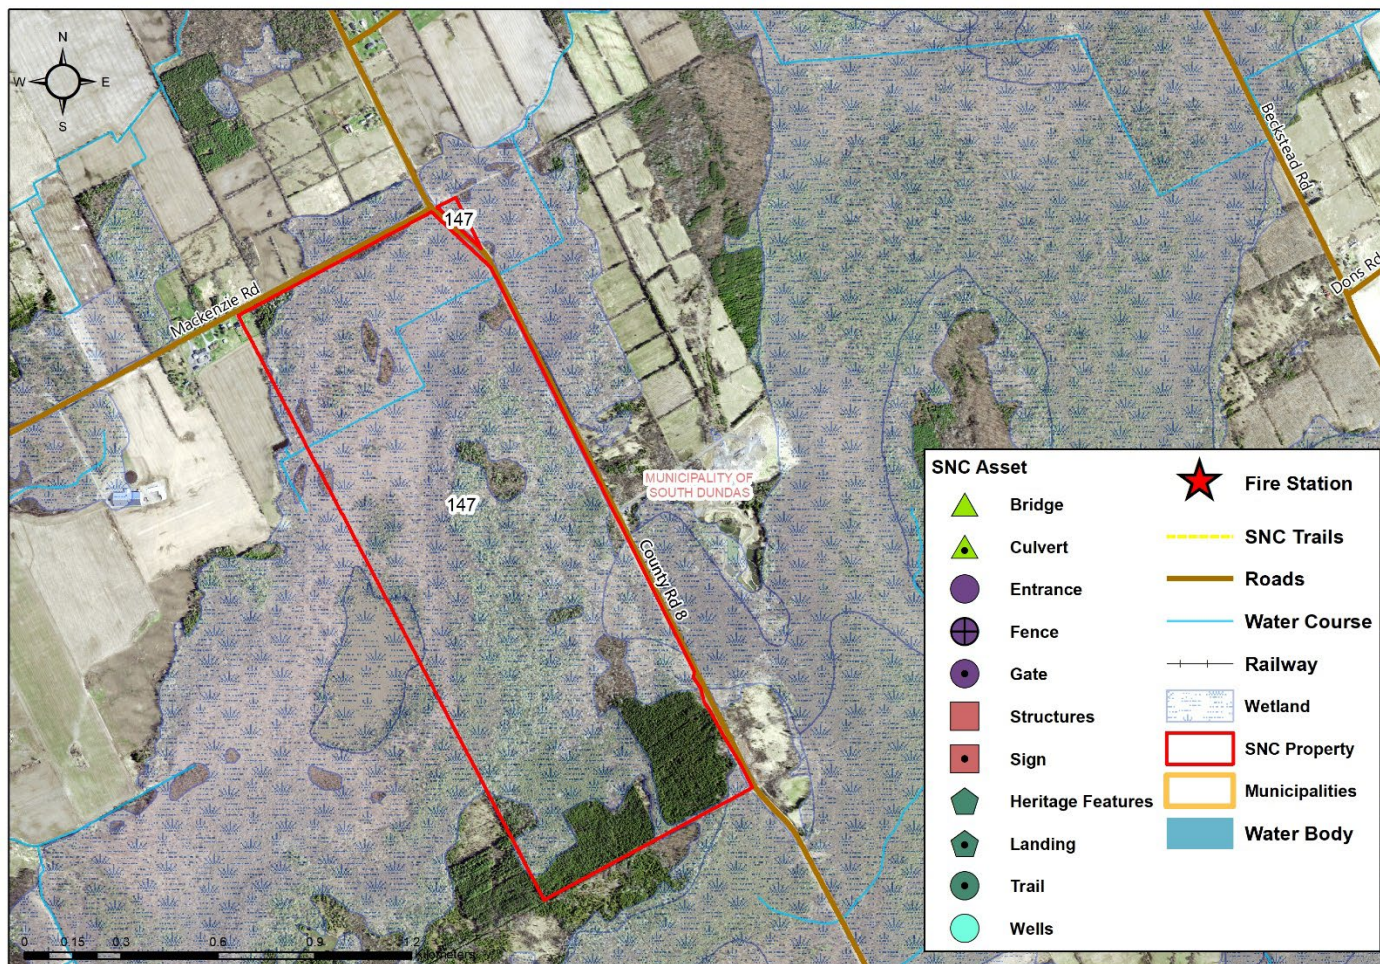 N
W E
S
147
Mackenzie Rd
Beckstead Rd
Dons Rd
MUNICIPALITY OF
SOUTH DUNDAS
147
County Rd 8
SNC Asset
Bridge
Culvert
Entrance
Fence
Gate
Structures
Sign
Heritage Features
Landing
Trail
Wells
Fire Station
SNC Trails
Roads
Water Course
Railway
Wetland
SNC Property
Municipalities
Water Body
0 0.15 0.3 0.6 0.9 1.2
Kilometers